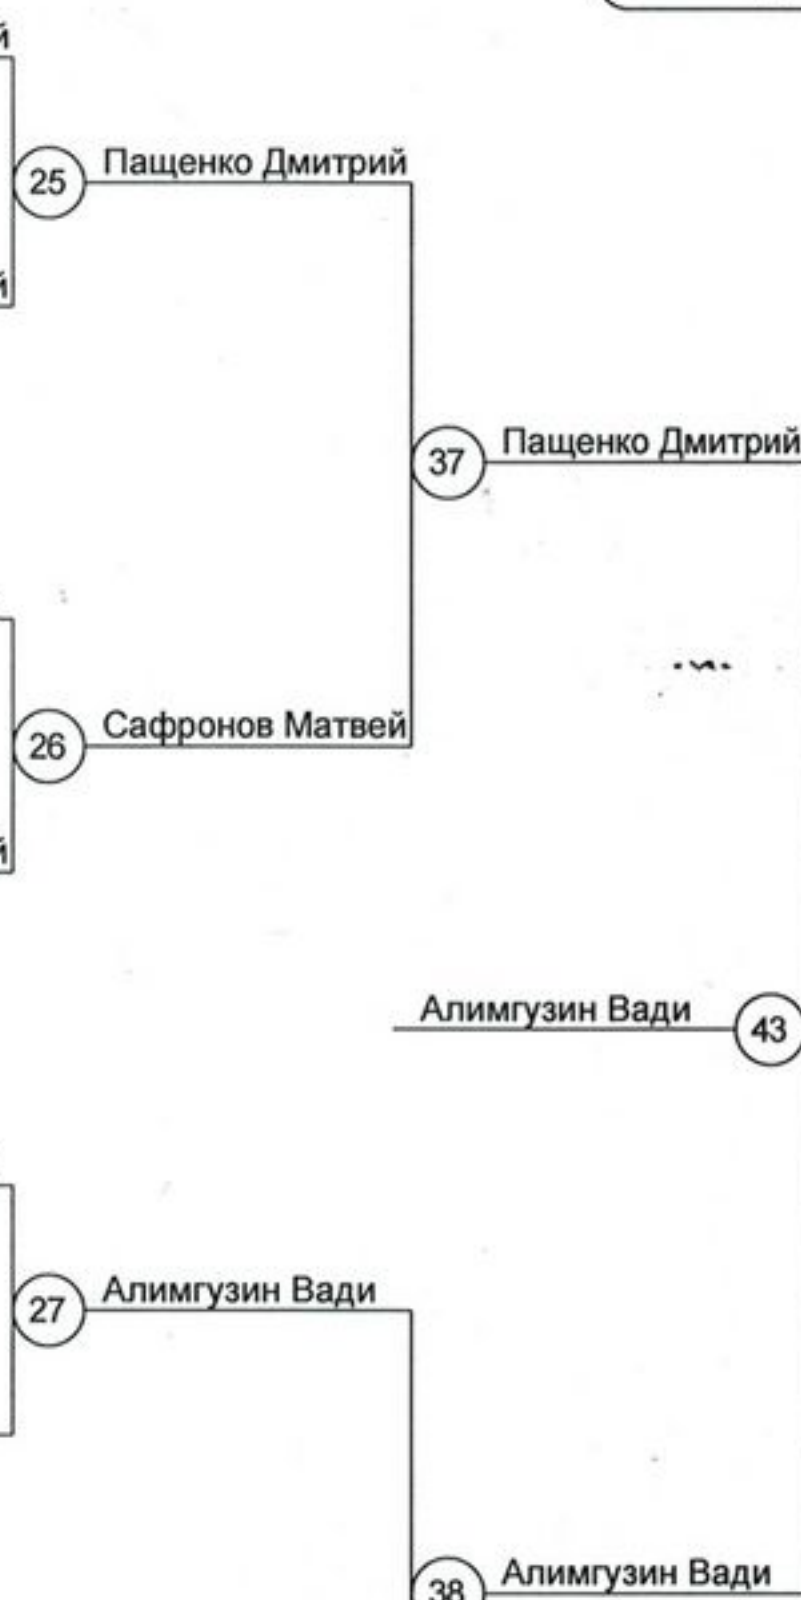 25
Пащенко Дмитрий
37
Пащенко Дмитрий
26
Сафронов Матвей
Алимгузин Вади
43
27
Алимгузин Вади
38
Алимгузин Вади